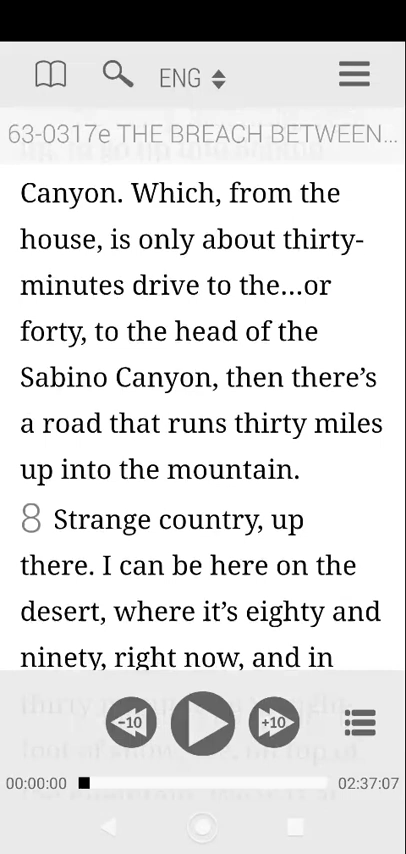 ENG
63-0317e THE BREACH BETWEEN...
Canyon. Which, from the
house, is only about thirty-
minutes drive to the...or
forty, to the head of the
Sabino Canyon, then there's
a road that runs thirty miles
up into the mountain.
8 Strange country, up
there. I can be here on the
desert, where it's eighty and
ninety, right now, and in
-10
+10
00:00:00
02:37:07